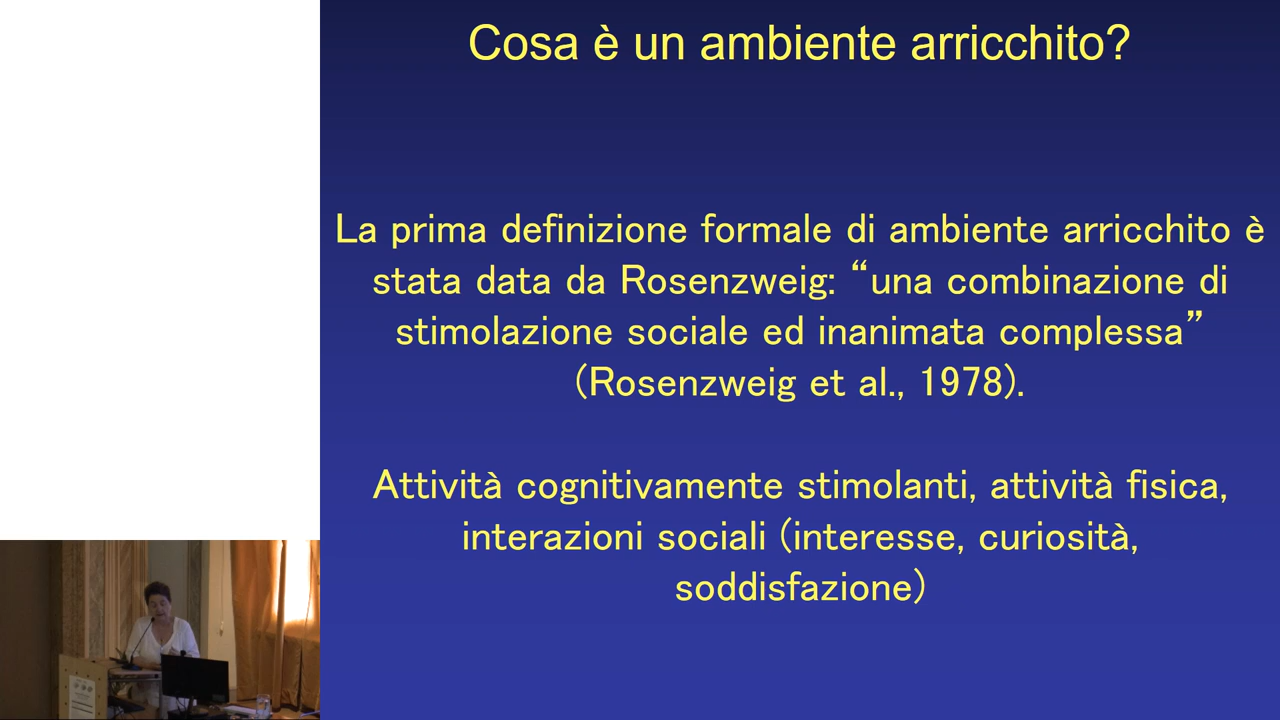 Cosa è un ambiente arricchito?
La prima definizione formale di ambiente arricchito è
stata data da Rosenzweig: “una combinazione di
stimolazione sociale ed inanimata complessa”
(Rosenzweig et al., 1978).
Attività cognitivamente stimolanti, attività fisica,
interazioni sociali (interesse, curiosità,
soddisfazione)